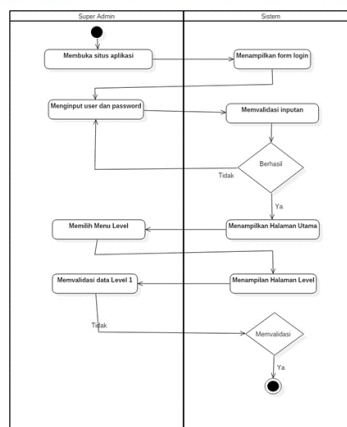 Super Admin
Sistem
Membuka situs aplikasi
Menampilkan form login
Menginput user dan password
Memvalidasi inputan
Berhasil
Tidak
Ya
Memilih Menu Level
Menampilkan Halaman Utama
Memvalidasi data Level 1
Menampilan Halaman Level
Tidak
Memvalidasi
Ya